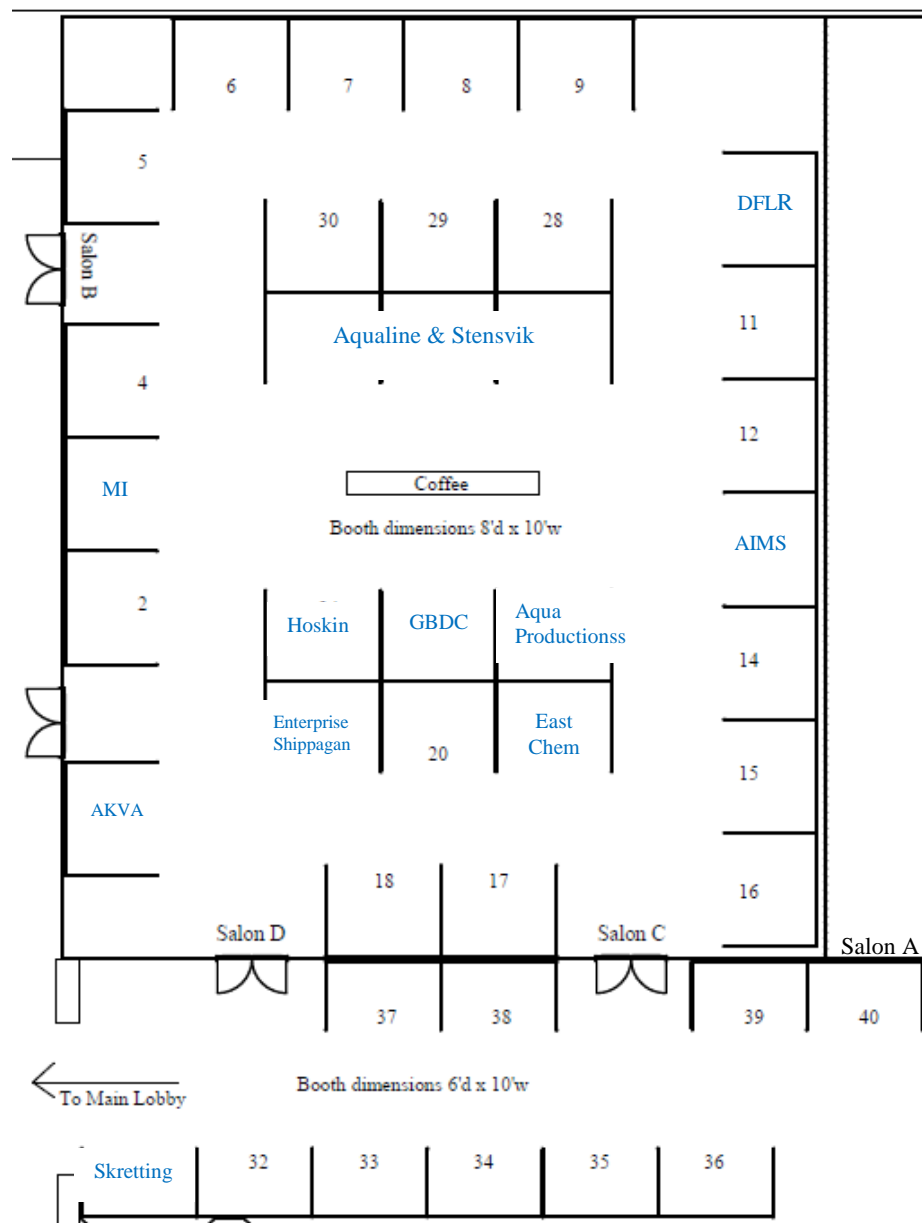 6
7
8
9
5
DFLR
30
29
28
Salon B
11
Aqualine & Stensvik
4
12
Coffee
MI
Booth dimensions 8'd x 10'w
AIMS
2
Hoskin
GBDC
Aqua
Productionss
14
Enterprise
Shippagan
20
East
Chem
15
AKVA
18
17
16
Salon D
Salon C
Salon A
37
38
39
40
Booth dimensions 6'd x 10'w
To Main Lobby
Skretting
32
33
34
35
36